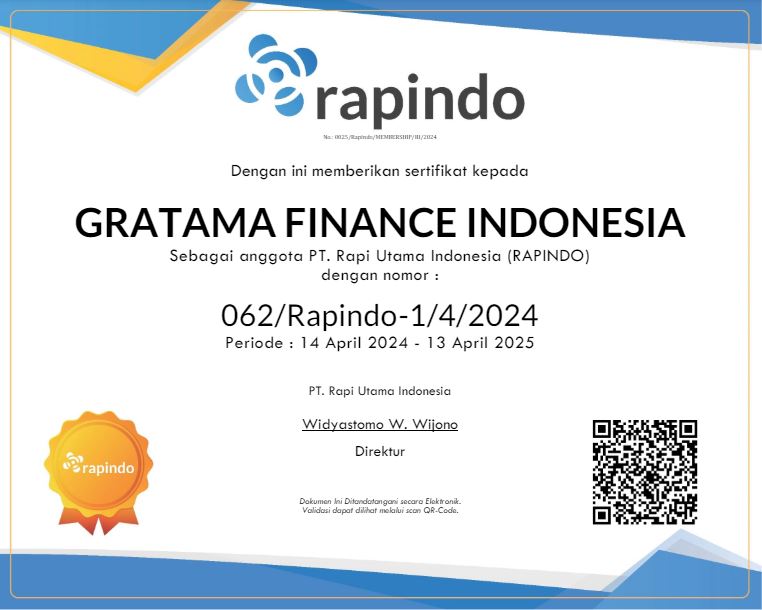 rapindo
No.: 0025/Rapindo/MEMBERSHIP/III/2024
Dengan ini memberikan sertifikat kepada
GRATAMA FINANCE INDONESIA
Sebagai anggota PT. Rapi Utama Indonesia (RAPINDO)
dengan nomor :
062/Rapindo-1/4/2024
Periode : 14 April 2024 - 13 April 2025
PT. Rapi Utama Indonesia
Widyastomo W. Wijono
Direktur
rapindo
Dokumen Ini Ditandatangani secara Elektronik.
Validasi dapat dilihat melalui scan QR-Code.